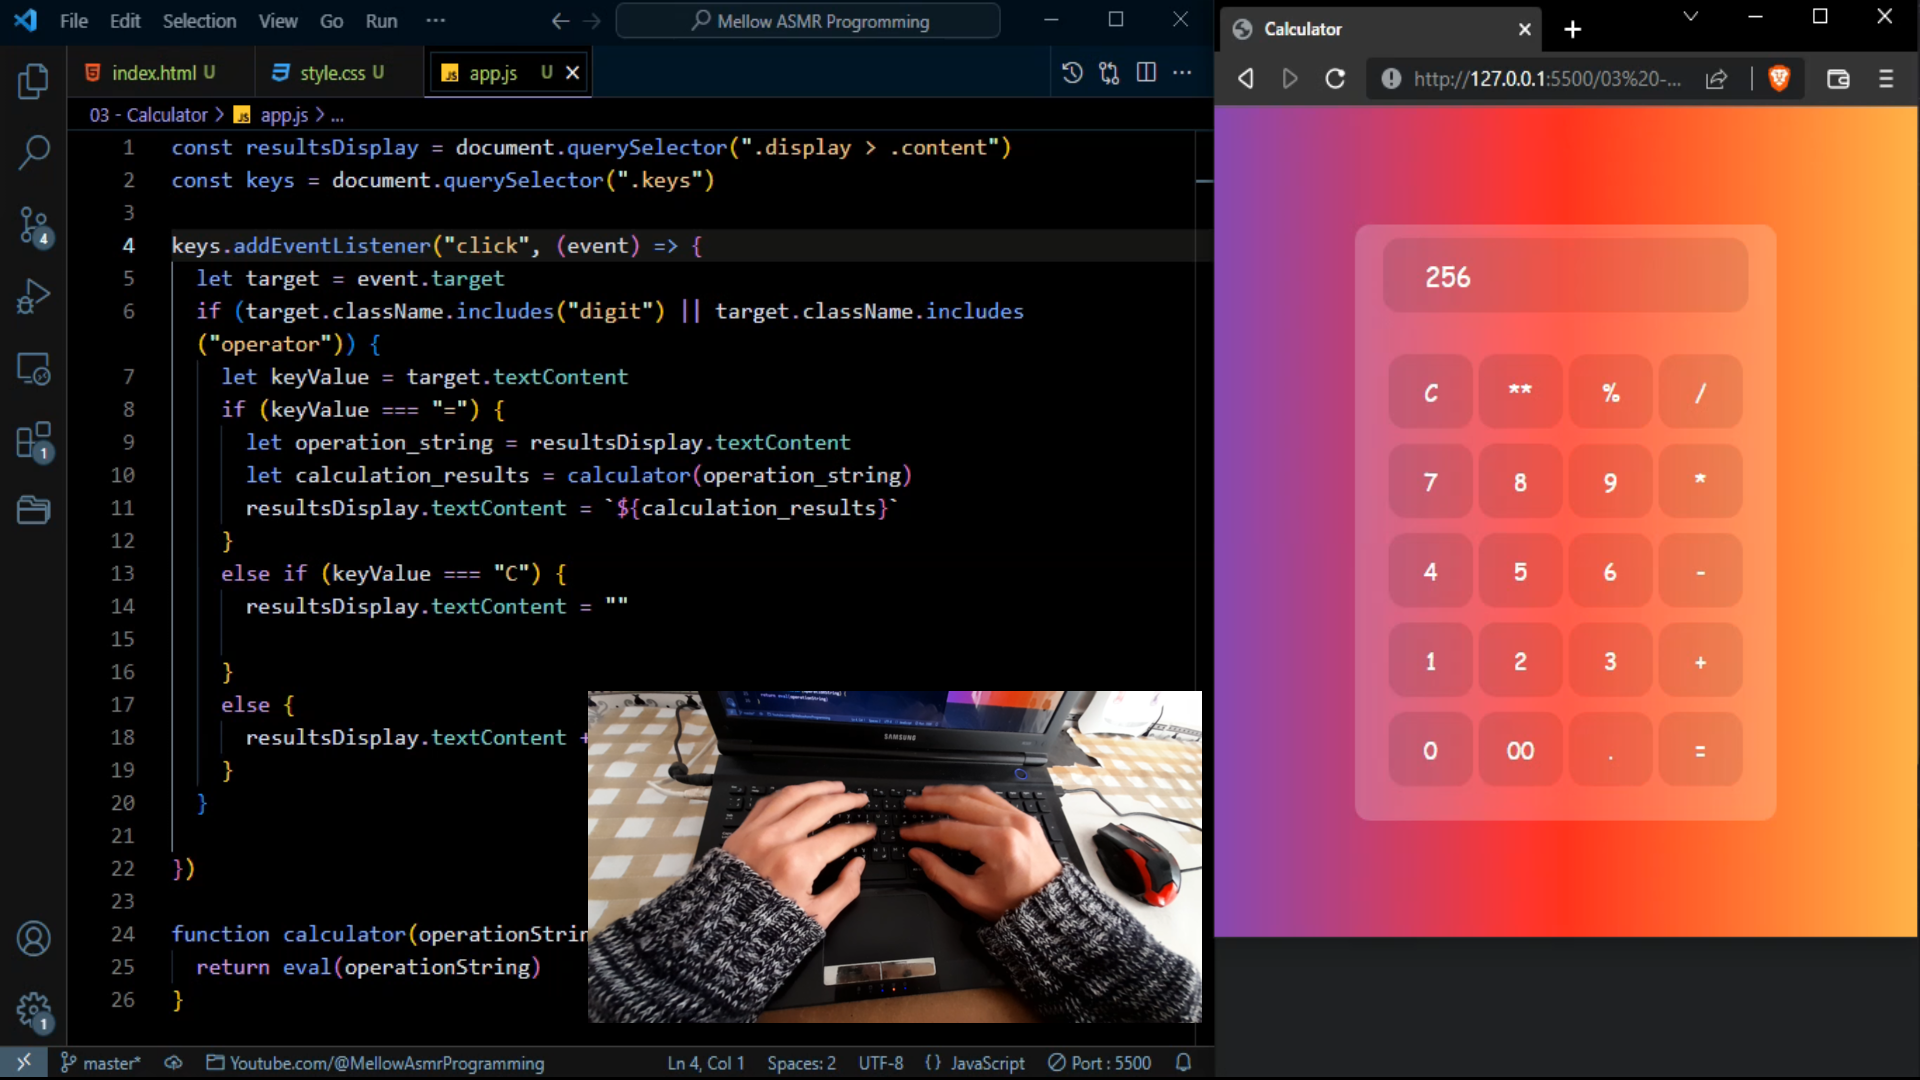 File Edit Selection View Go Run ···
Mellow ASMR Programming
index.html U
style.css U
app.js U
03 - Calculator > app.js > ...
1 const resultsDisplay = document.querySelector(".display > .content")
2 const keys = document.querySelector(".keys")
3
4 keys.addEventListener("click", (event) => {
5 let target = event.target
6 if (target.className.includes("digit") || target.className.includes
("operator")) {
7 let keyValue = target.textContent
8 if (keyValue === "=") {
9 let operation_string = resultsDisplay.textContent
10 let calculation_results = calculator(operation_string)
11 resultsDisplay.textContent = `${calculation_results}`
12 }
13 else if (keyValue === "C") {
14 resultsDisplay.textContent = ""
15
16 }
17 else {
18 resultsDisplay.textContent +
19 }
20 }
21
22 })
23
24 function calculator(operationStrin
25 return eval(operationString)
26 }
4
1
1
SAMSUNG
master*
Youtube.com/@MellowAsmrProgramming
Ln 4, Col 1
Spaces: 2
UTF-8
{} JavaScript
Port : 5500
Calculator
http://127.0.0.1:5500/03%20-...
256
C ** % /
7 8 9 *
4 5 6 -
1 2 3 +
0 00 . =